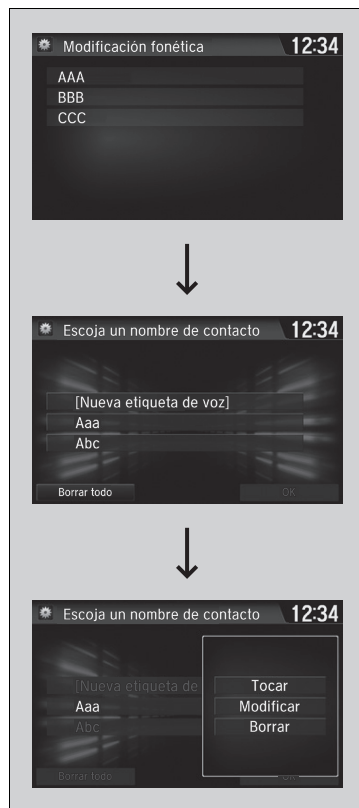 Modificación fonética 12:34
AAA
BBB
CCC
Escoja un nombre de contacto 12:34
[Nueva etiqueta de voz]
Aaa
Abc
Borrar todo OK
Escoja un nombre de contacto 12:34
[Nueva etiqueta de
Tocar
Aaa
Modificar
Abc
Borrar
Borrar todo OK